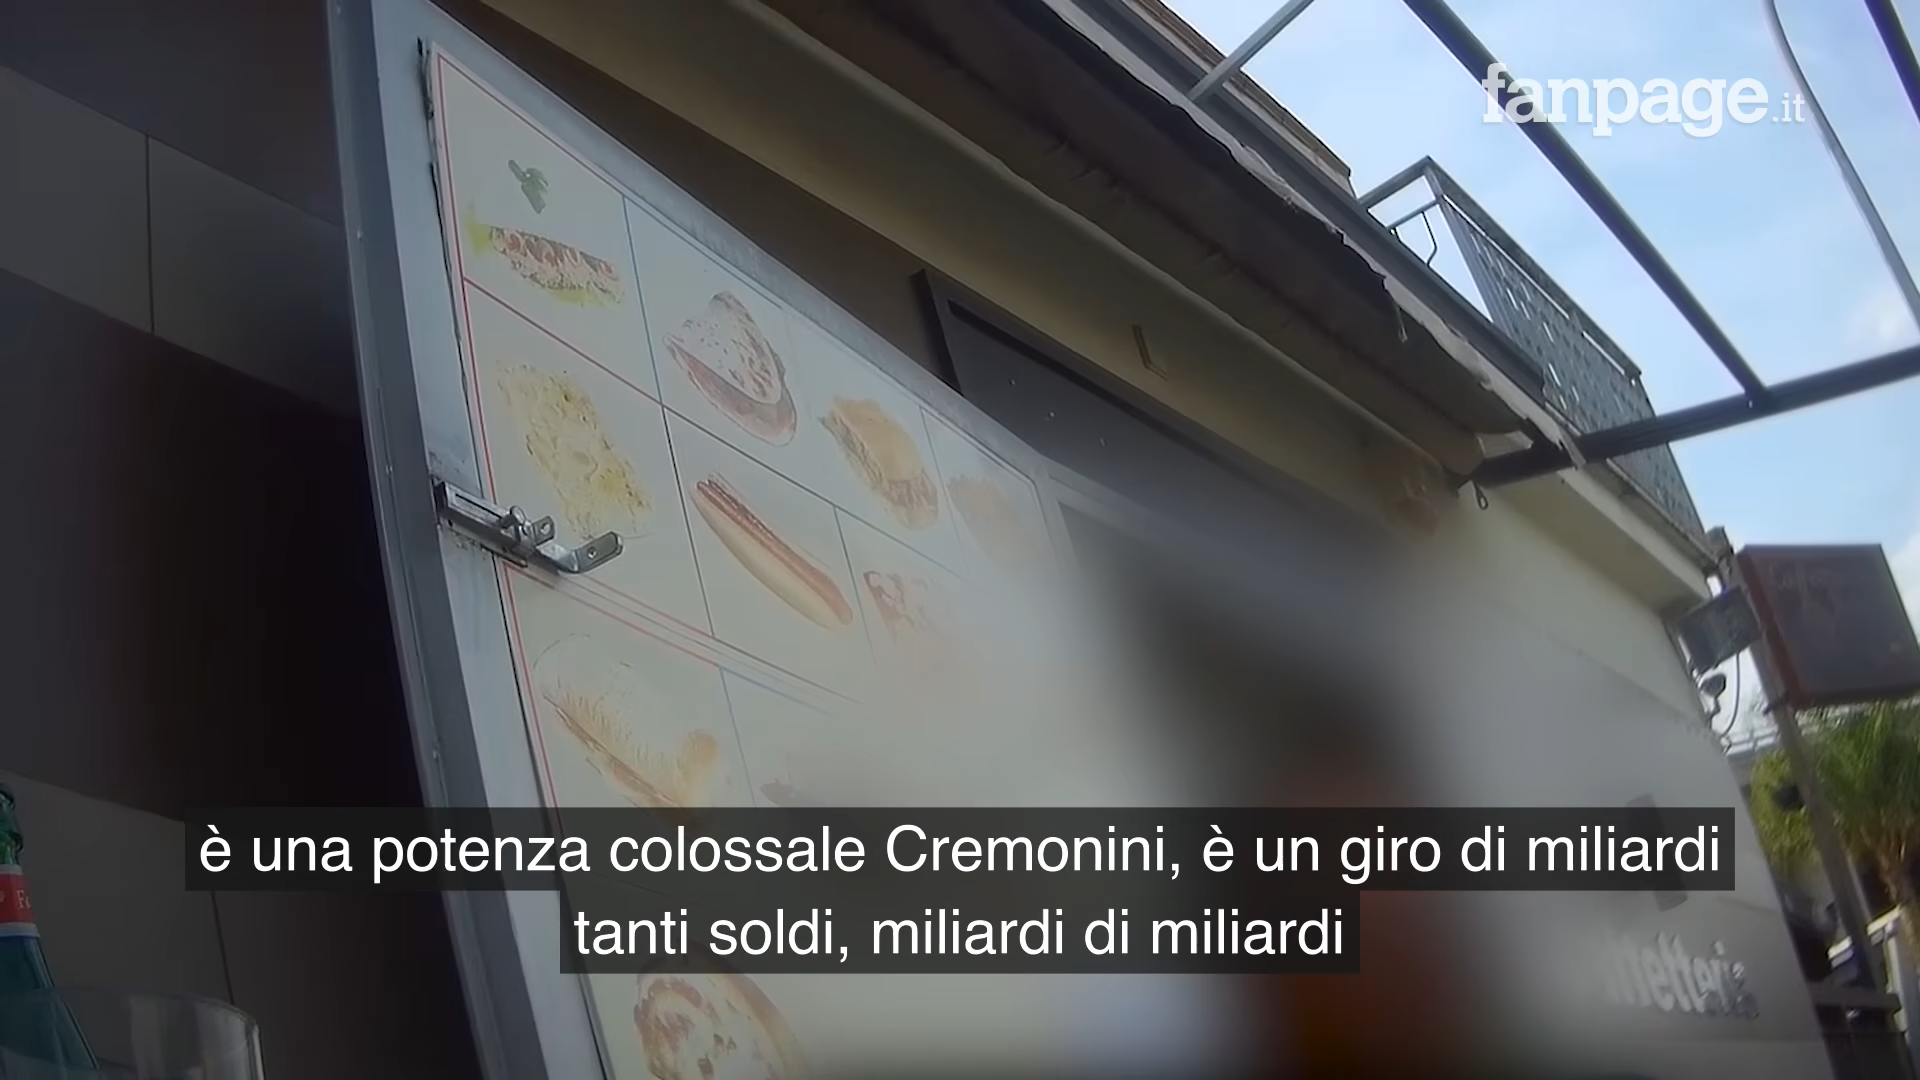 fanpage.it
è una potenza colossale Cremonini, è un giro di miliardi
tanti soldi, miliardi di miliardi